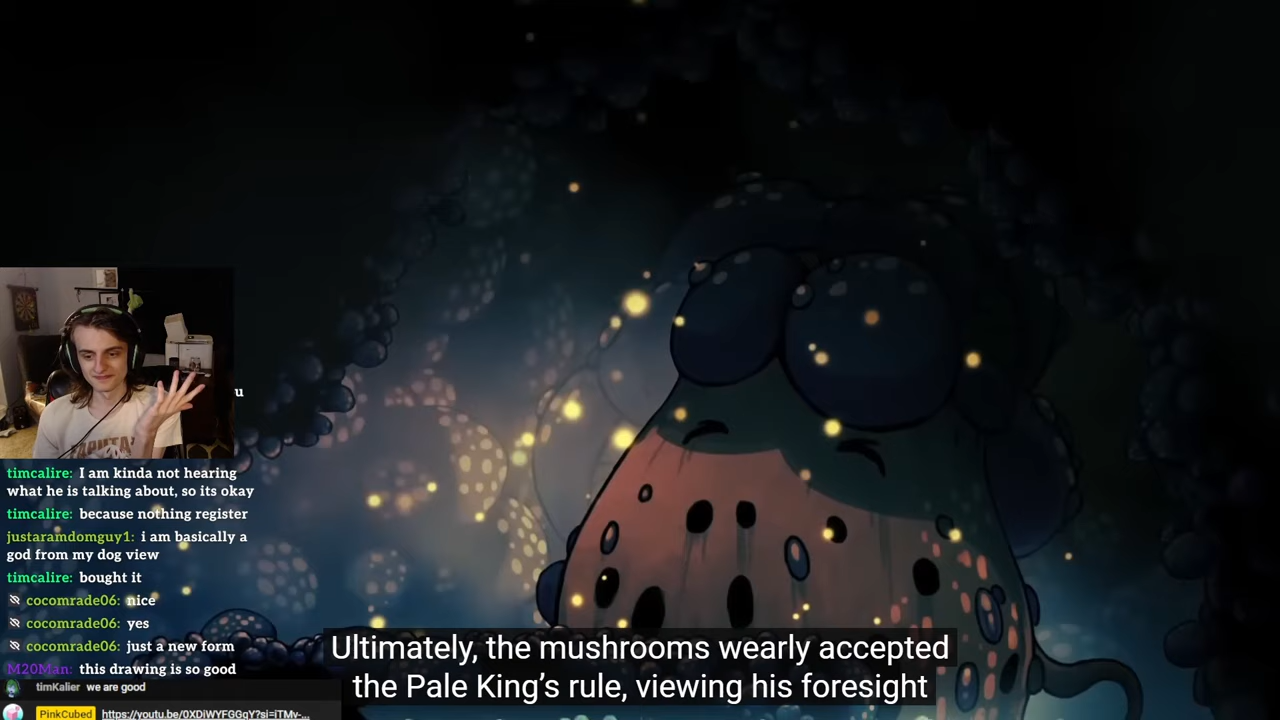 u
timcalire: I am kinda not hearing
what he is talking about, so its okay
timcalire: because nothing register
justaramdomguy1: i am basically a
god from my dog view
timcalire: bought it
cocomrade06: nice
cocomrade06: yes
cocomrade06: just a new form
M20Man: this drawing is so good
timKalier we are good
PinkCubed https://youtu.be/0XDiWYFGGqY?si=iTMv-...
Ultimately, the mushrooms wearly accepted
the Pale King's rule, viewing his foresight